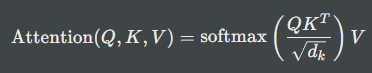 Attention(Q, K, V) = softmax(QK^T / √d_k) V